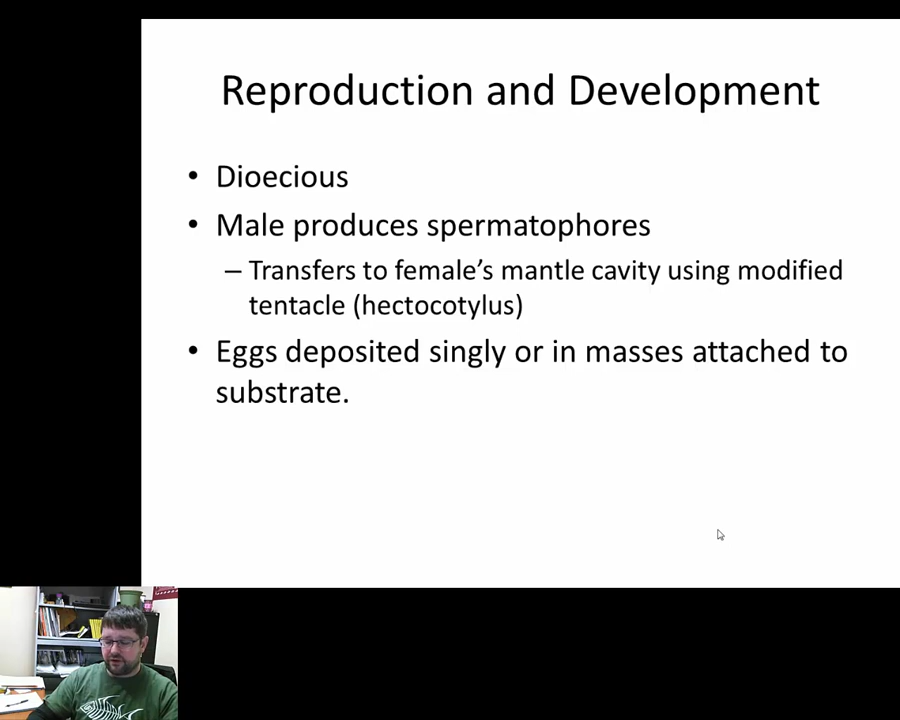 Reproduction and Development
• Dioecious
• Male produces spermatophores
– Transfers to female’s mantle cavity using modified
tentacle (hectocotylus)
• Eggs deposited singly or in masses attached to
substrate.